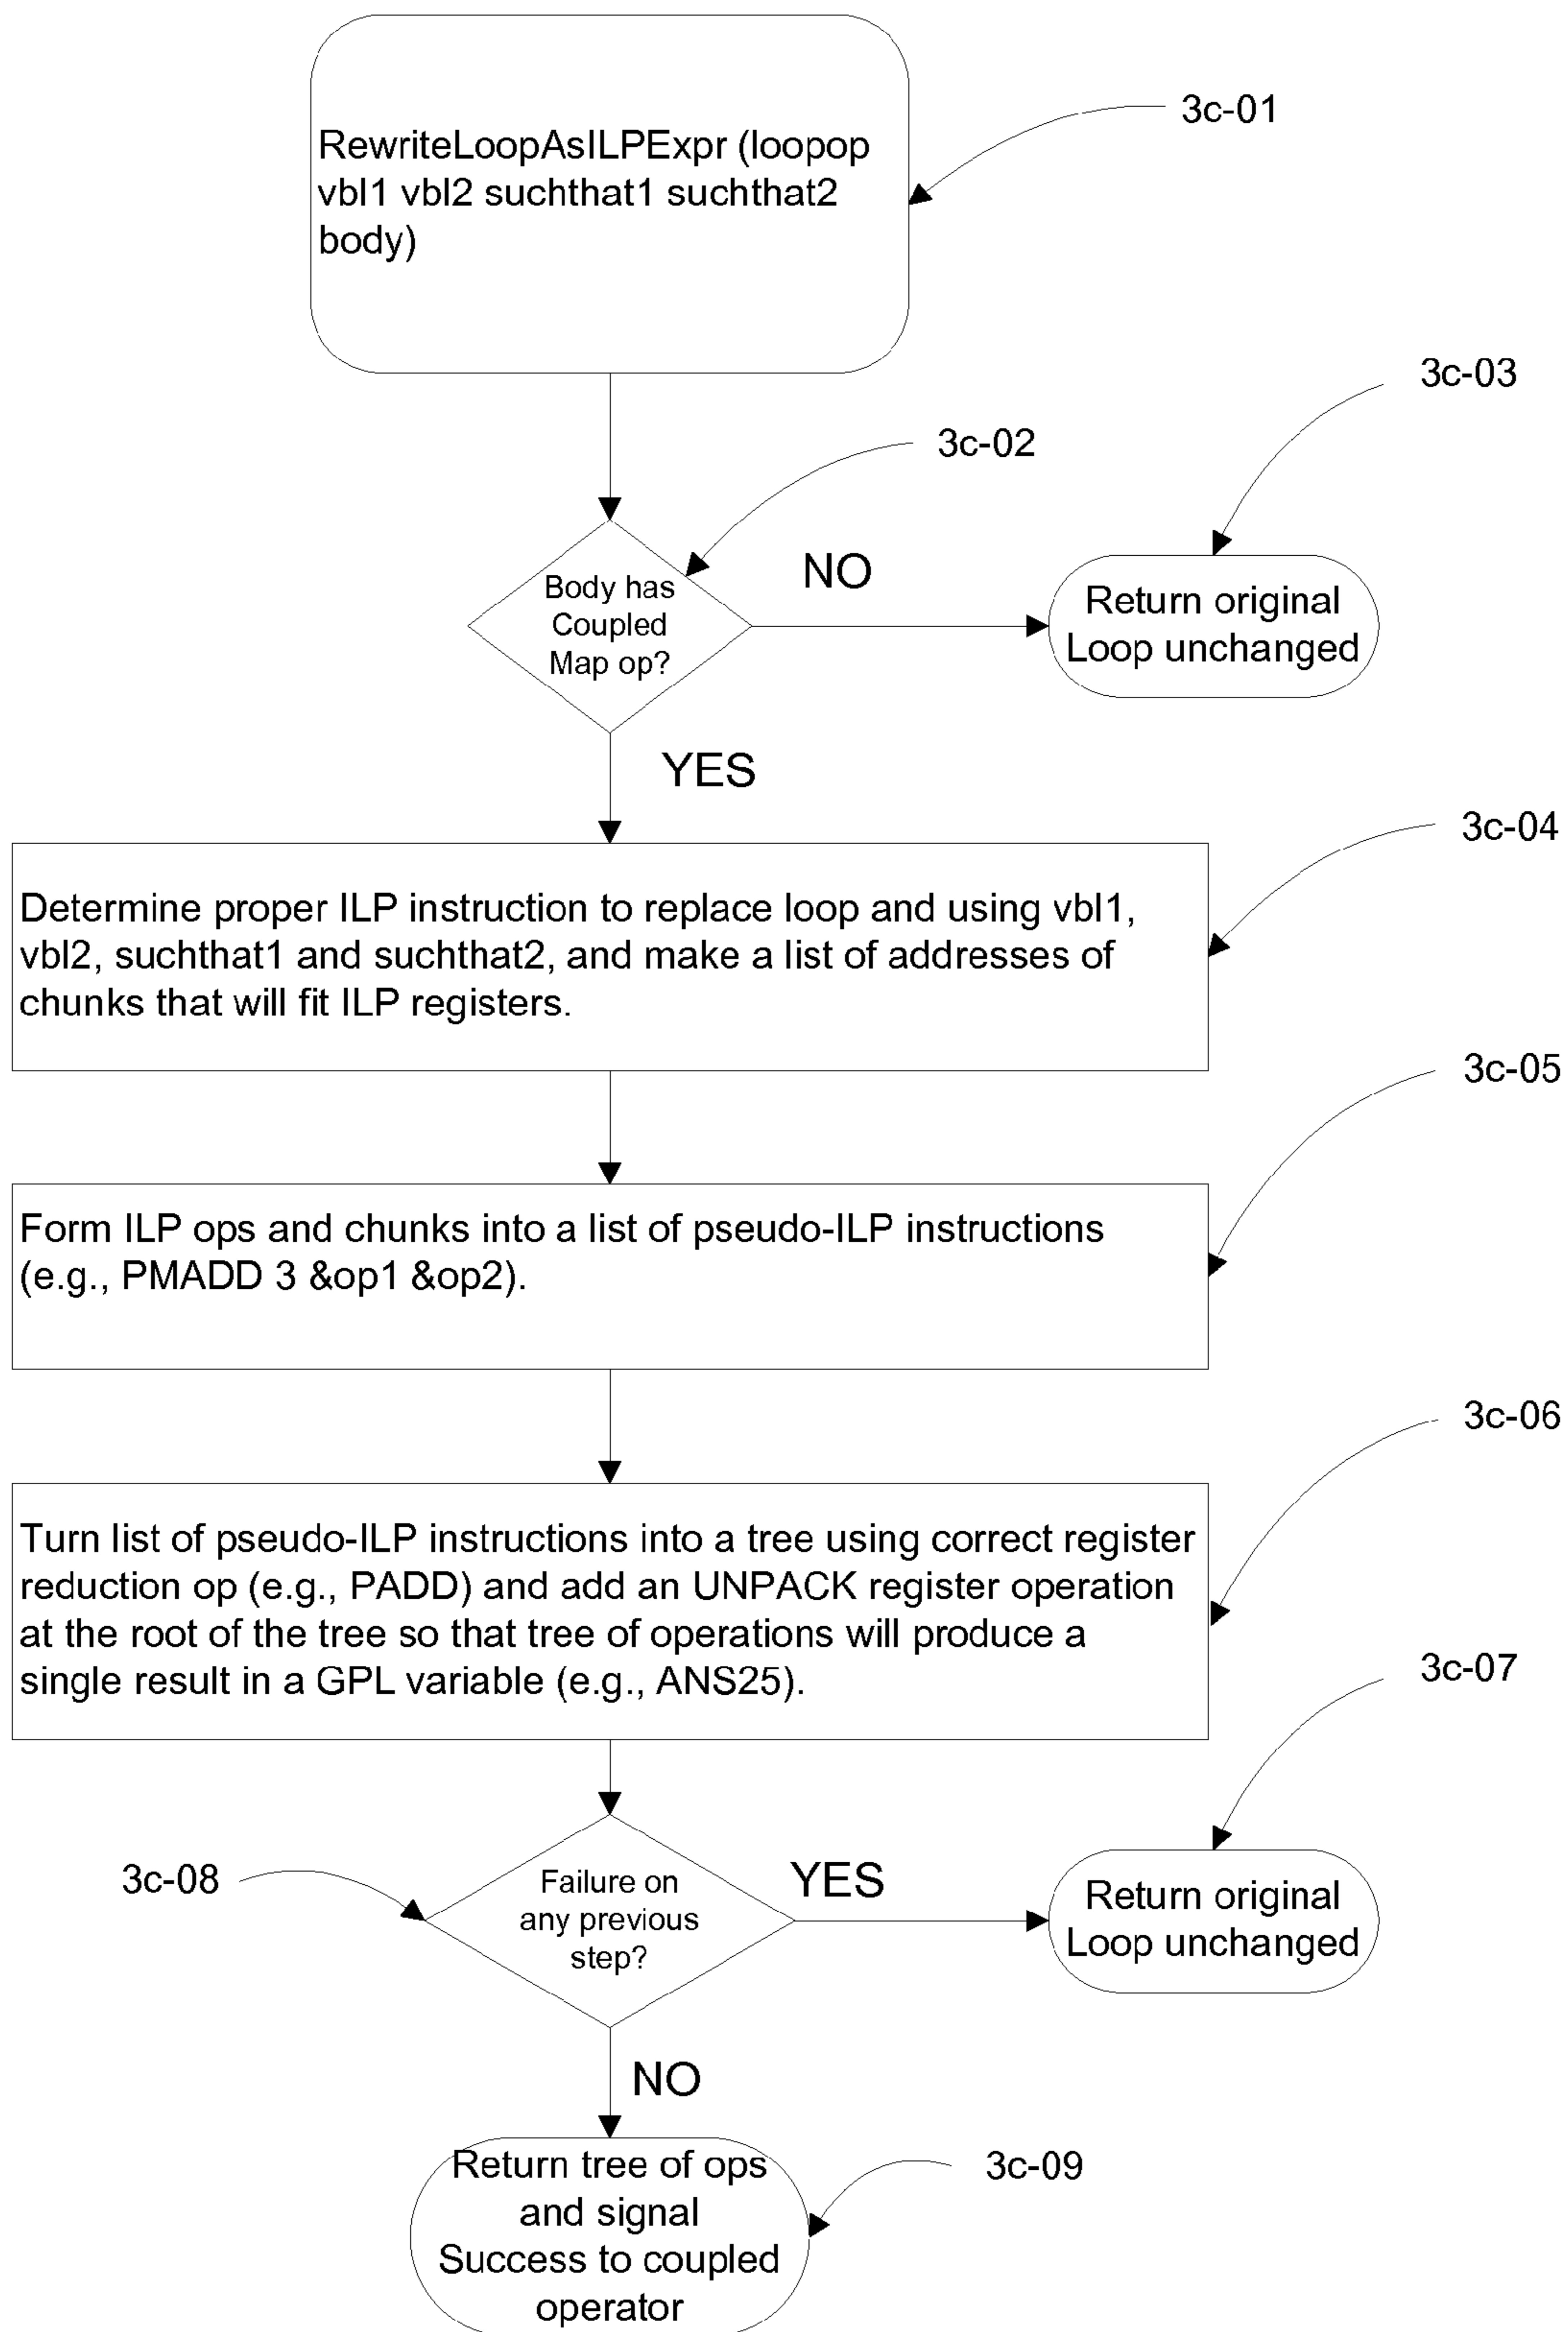 RewriteLoopAsILPExpr (loopop
vbl1 vbl2 suchthat1 suchthat2
body)
3c-01
3c-03
3c-02
Body has
Coupled
Map op?
NO
Return original
Loop unchanged
YES
3c-04
Determine proper ILP instruction to replace loop and using vbl1,
vbl2, suchthat1 and suchthat2, and make a list of addresses of
chunks that will fit ILP registers.
3c-05
Form ILP ops and chunks into a list of pseudo-ILP instructions
(e.g., PMADD 3 &op1 &op2).
3c-06
Turn list of pseudo-ILP instructions into a tree using correct register
reduction op (e.g., PADD) and add an UNPACK register operation
at the root of the tree so that tree of operations will produce a
single result in a GPL variable (e.g., ANS25).
3c-07
3c-08
Failure on
any previous
step?
YES
Return original
Loop unchanged
NO
Return tree of ops
and signal
Success to coupled
operator
3c-09